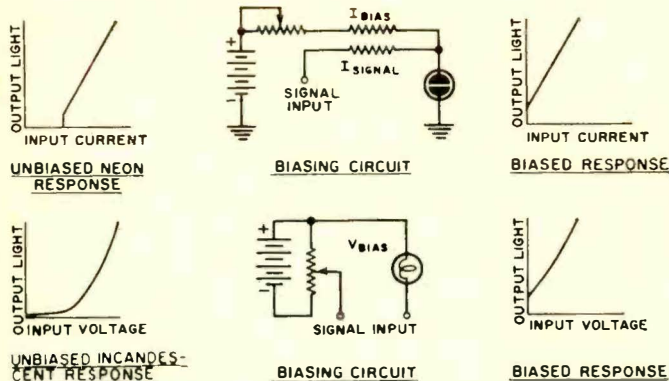 OUTPUT LIGHT
INPUT CURRENT
UNBIASED NEON
RESPONSE
+
-
I BIAS
I SIGNAL
SIGNAL
INPUT
BIASING CIRCUIT
OUTPUT LIGHT
INPUT CURRENT
BIASED RESPONSE
OUTPUT LIGHT
INPUT VOLTAGE
UNBIASED INCANDES-
CENT RESPONSE
+
-
VBIAS
SIGNAL INPUT
BIASING CIRCUIT
OUTPUT LIGHT
INPUT VOLTAGE
BIASED RESPONSE